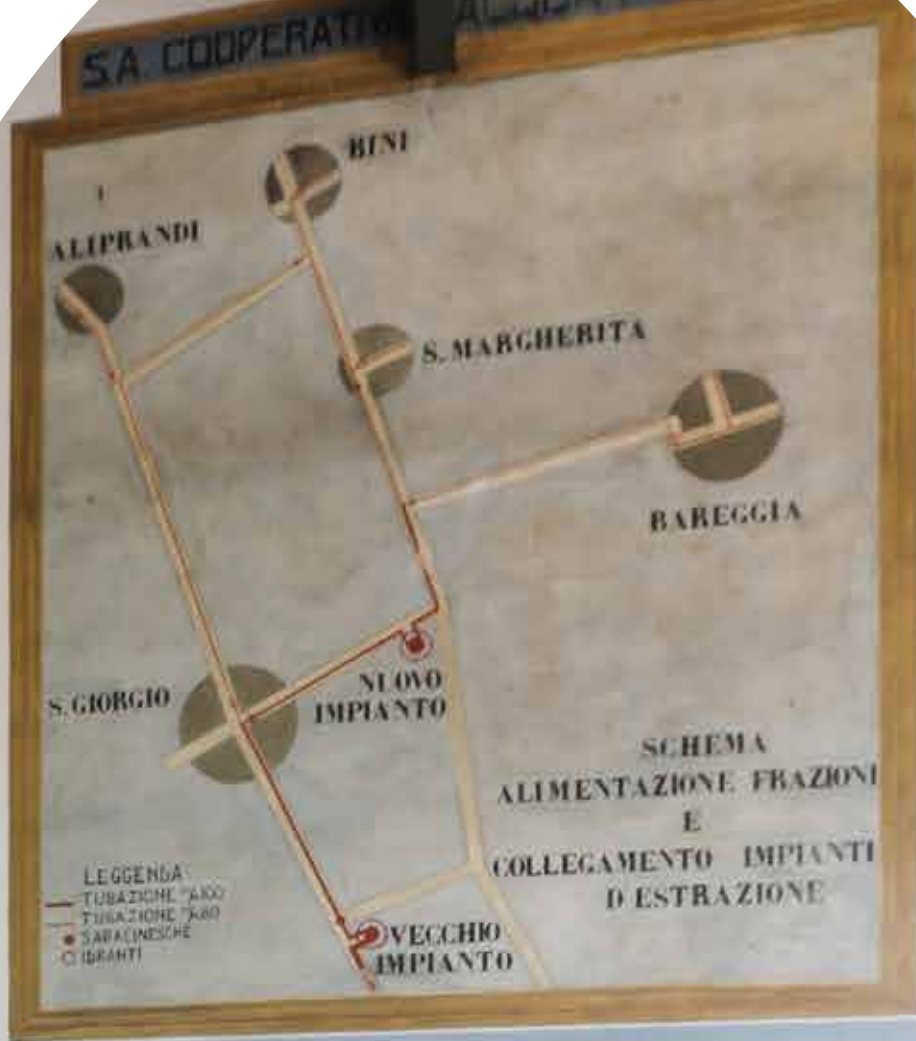 S.A. COOPERATIVA
BINI
ALIPRANDI
S. MARGHERITA
BAREGGIA
S. GIORGIO
NUOVO
IMPIANTO
SCHEMA
ALIMENTAZIONE FRAZIONI
E
COLLEGAMENTO IMPIANTI
D ESTRAZIONE
LEGGENDA
TUBAZIONE
TUBAZIONE
SARACINESCHE
IDRANTI
VECCHIO
IMPIANTO